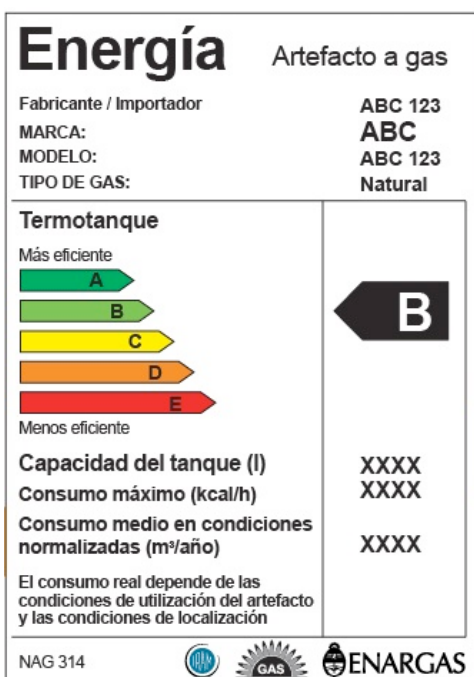 Energía Artefacto a gas
Fabricante / Importador ABC 123
MARCA: ABC
MODELO: ABC 123
TIPO DE GAS: Natural
Termotanque
Más eficiente
A
B B
C
D
E
Menos eficiente
Capacidad del tanque (l) XXXX
Consumo máximo (kcal/h) XXXX
Consumo medio en condiciones
normalizadas (m³/año) XXXX
El consumo real depende de las
condiciones de utilización del artefacto
y las condiciones de localización
NAG 314 IRAM GAS ENARGAS